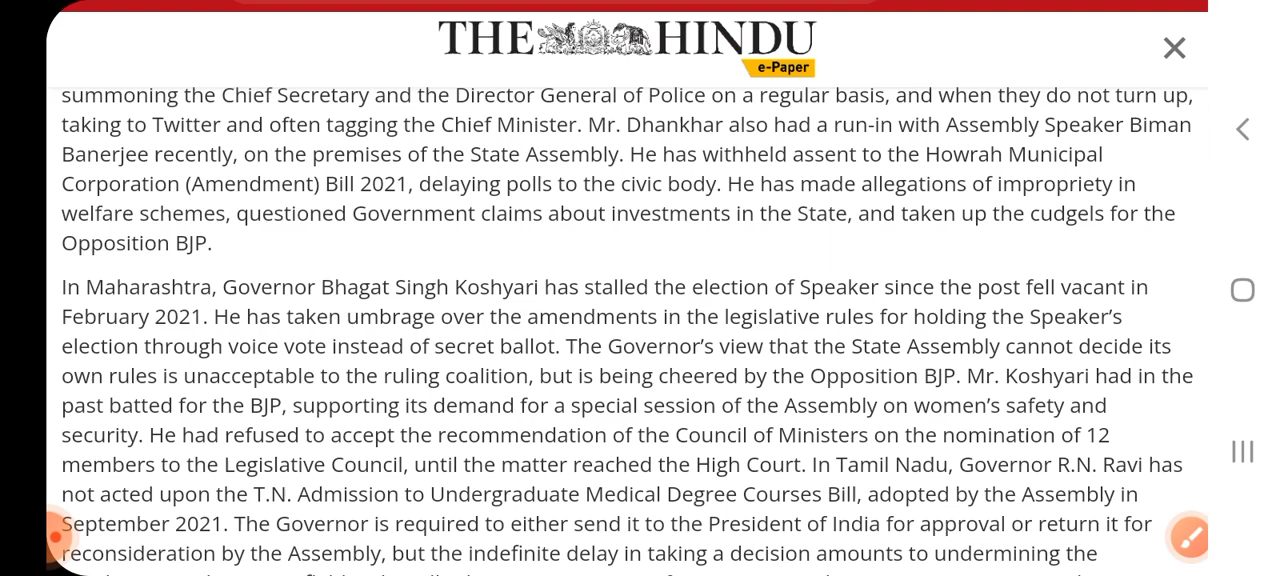 THE HINDU
e-Paper
summoning the Chief Secretary and the Director General of Police on a regular basis, and when they do not turn up,
taking to Twitter and often tagging the Chief Minister. Mr. Dhankhar also had a run-in with Assembly Speaker Biman
Banerjee recently, on the premises of the State Assembly. He has withheld assent to the Howrah Municipal
Corporation (Amendment) Bill 2021, delaying polls to the civic body. He has made allegations of impropriety in
welfare schemes, questioned Government claims about investments in the State, and taken up the cudgels for the
Opposition BJP.
In Maharashtra, Governor Bhagat Singh Koshyari has stalled the election of Speaker since the post fell vacant in
February 2021. He has taken umbrage over the amendments in the legislative rules for holding the Speaker’s
election through voice vote instead of secret ballot. The Governor’s view that the State Assembly cannot decide its
own rules is unacceptable to the ruling coalition, but is being cheered by the Opposition BJP. Mr. Koshyari had in the
past batted for the BJP, supporting its demand for a special session of the Assembly on women’s safety and
security. He had refused to accept the recommendation of the Council of Ministers on the nomination of 12
members to the Legislative Council, until the matter reached the High Court. In Tamil Nadu, Governor R.N. Ravi has
not acted upon the T.N. Admission to Undergraduate Medical Degree Courses Bill, adopted by the Assembly in
September 2021. The Governor is required to either send it to the President of India for approval or return it for
reconsideration by the Assembly, but the indefinite delay in taking a decision amounts to undermining the